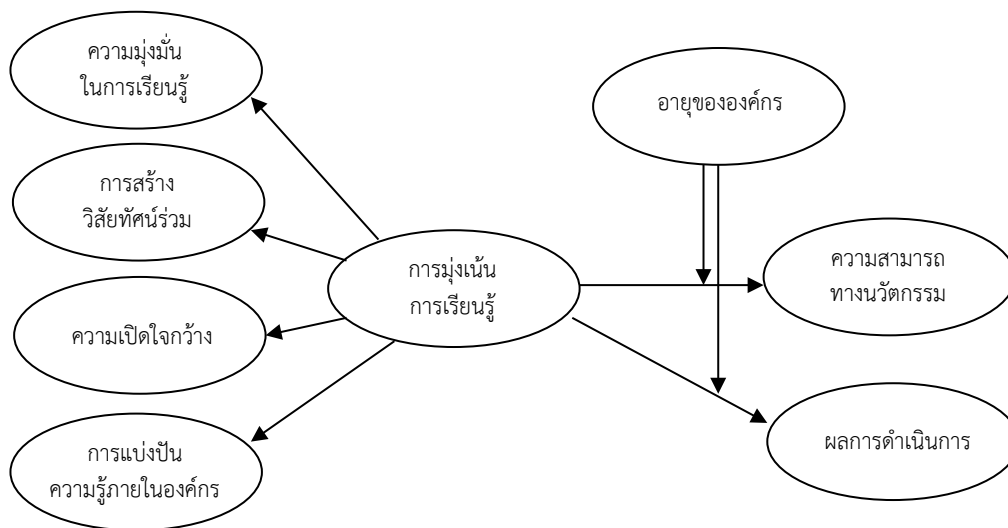 ความมุ่งมั่น
ในการเรียนรู้
อายุขององค์กร
การสร้าง
วิสัยทัศน์ร่วม
การมุ่งเน้น
การเรียนรู้
ความสามารถ
ทางนวัตกรรม
ความเปิดใจกว้าง
การแบ่งปัน
ความรู้ภายในองค์กร
ผลการดำเนินการ